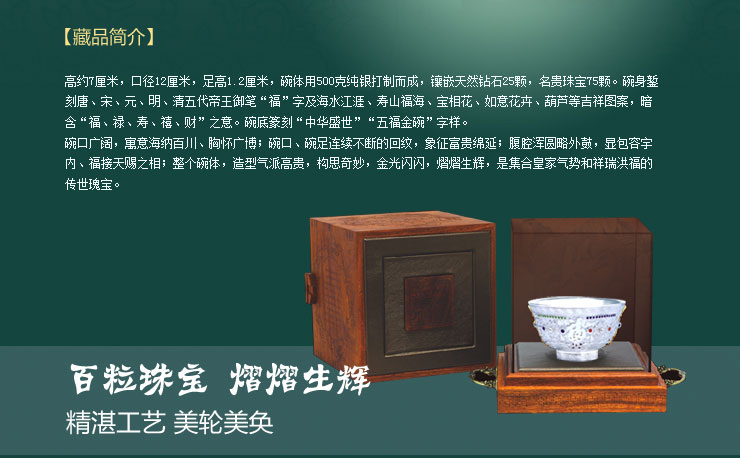 【藏品简介】
高约7厘米，口径12厘米，足高1.2厘米，碗体用500克纯银打制而成，镶嵌天然钻石25颗，名贵珠宝75颗。碗身錾
刻唐、宋、元、明、清五代帝王御笔“福”字及海水江涯、寿山福海、宝相花、如意花卉、葫芦等吉祥图案，暗
含“福、禄、寿、禧、财”之意。碗底篆刻“中华盛世”“五福金碗”字样。
碗口广阔，寓意海纳百川、胸怀广博；碗口、碗足连续不断的回纹，象征富贵绵延；腹腔浑圆略外鼓，显包容宇
内、福接天赐之相；整个碗体，造型气派高贵，构思奇妙，金光闪闪，熠熠生辉，是集合皇家气势和祥瑞洪福的
传世瑰宝。
百粒珠宝 熠熠生辉
精湛工艺 美轮美奂